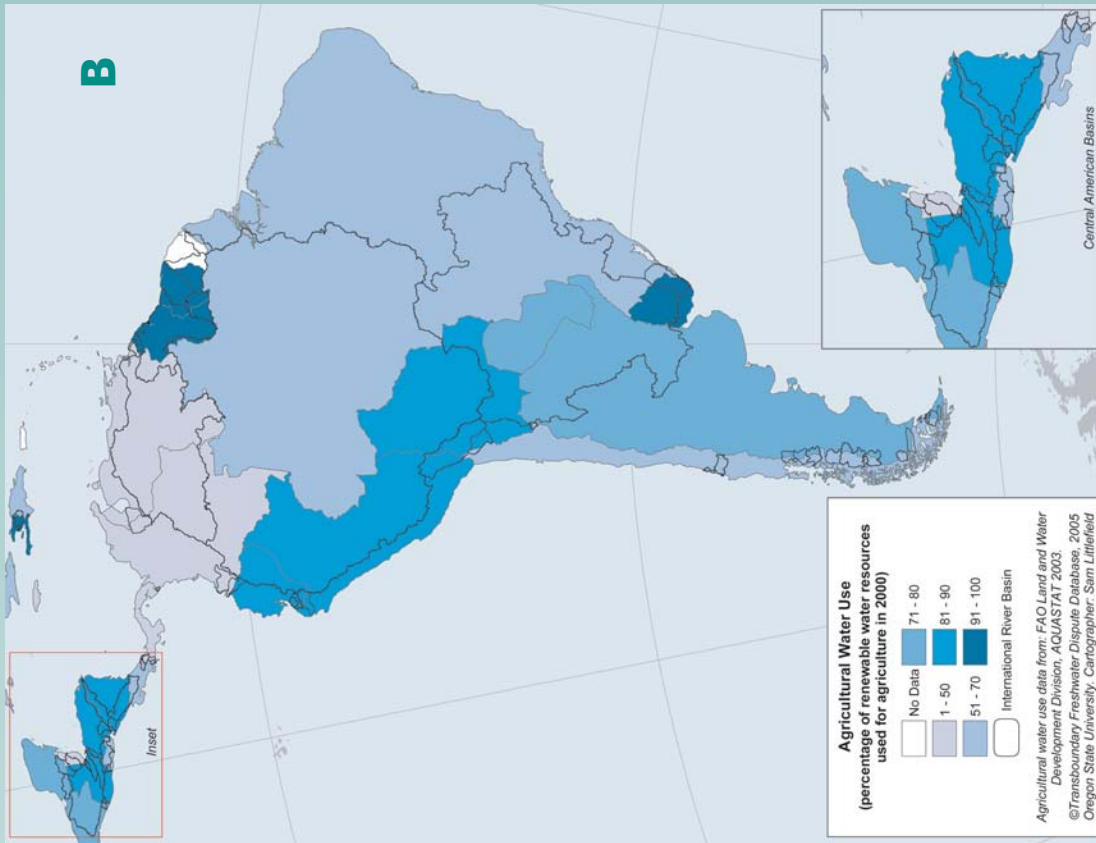 B
Inset
Agricultural Water Use
(percentage of renewable water resources
used for agriculture in 2000)
No Data
1 - 50
51 - 70
71 - 80
81 - 90
91 - 100
International River Basin
Agricultural water use data from: FAO Land and Water
Development Division, AQUASTAT 2003.
©Transboundary Freshwater Dispute Database, 2005
Oregon State University. Cartographer: Sam Littlefield
Central American Basins